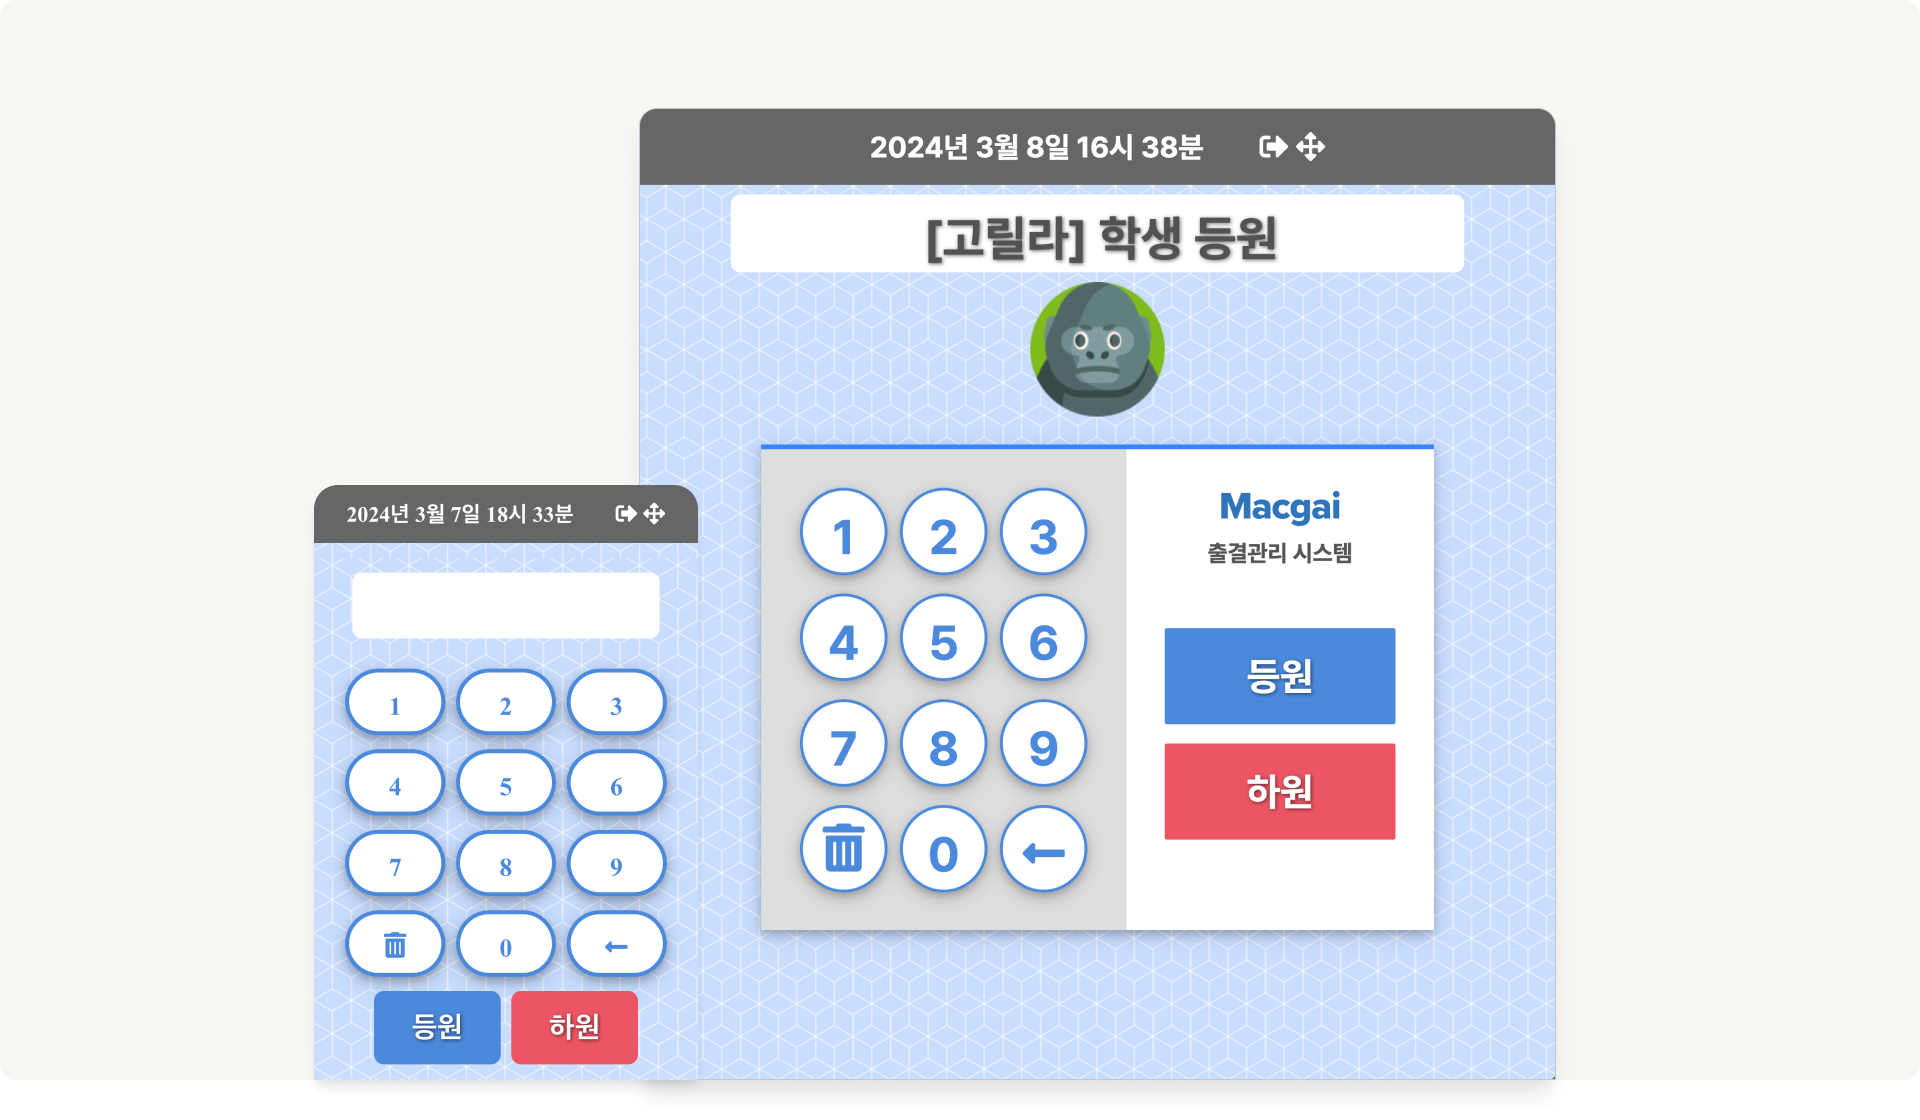 2024년 3월 8일 16시 38분
[고릴라] 학생 등원
1 2 3
4 5 6
7 8 9
0
Macgai
출결관리 시스템
등원
하원
2024년 3월 7일 18시 33분
1 2 3
4 5 6
7 8 9
0
등원 하원